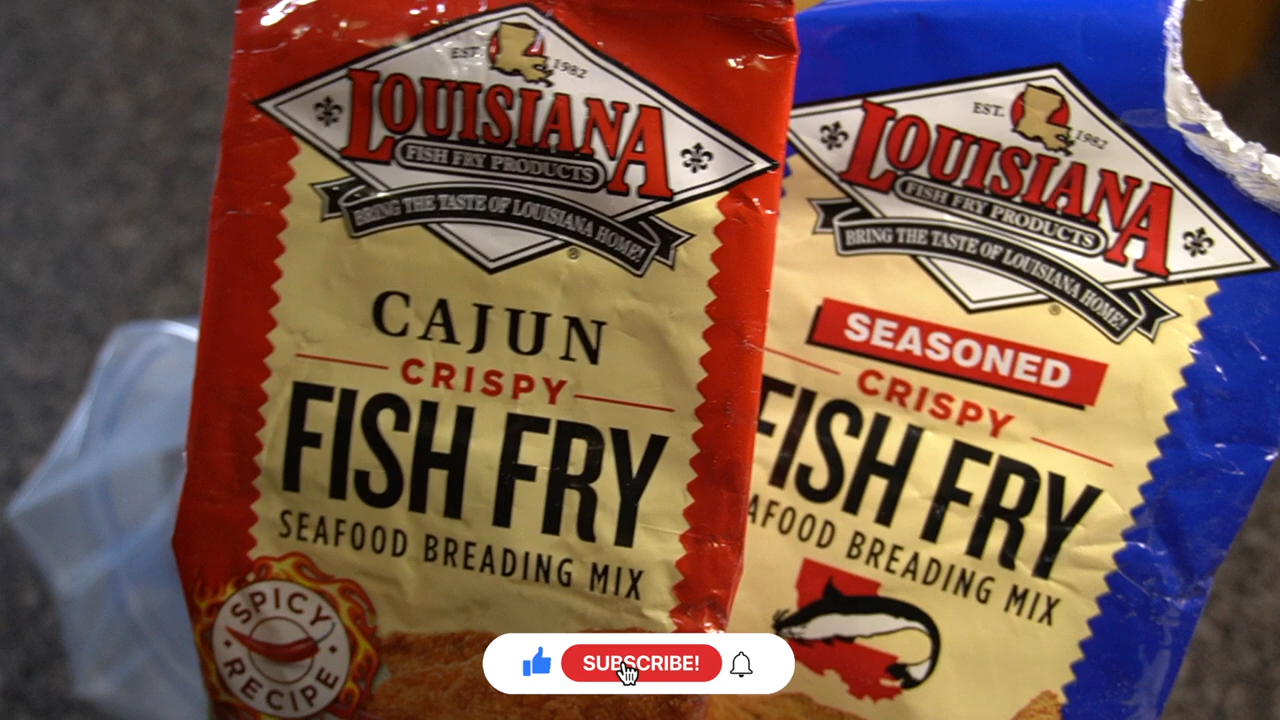 EST. 1982
LOUISIANA
FISH FRY PRODUCTS
BRING THE TASTE OF LOUISIANA HOME!
®
CAJUN
CRISPY
FISH FRY
SEAFOOD BREADING MIX
SPICY
RECIPE
EST. 1982
LOUISIANA
FISH FRY PRODUCTS
BRING THE TASTE OF LOUISIANA HOME!
®
SEASONED
CRISPY
FISH FRY
AFOOD BREADING MIX
SUBSCRIBE!